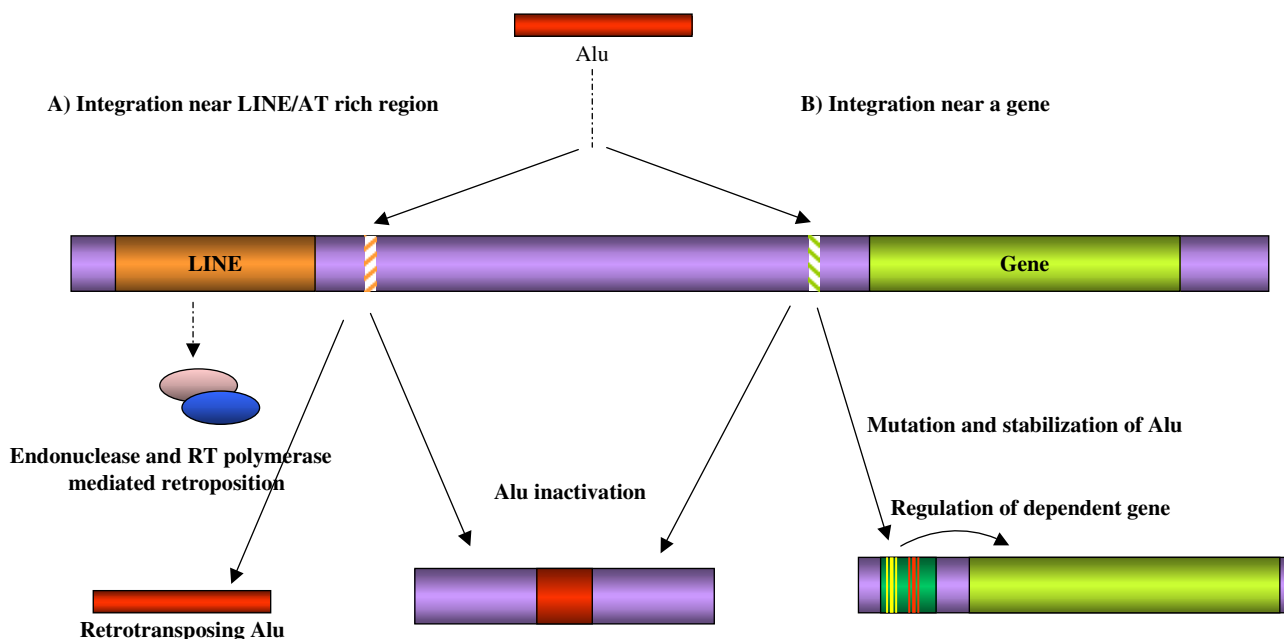 Alu
A) Integration near LINE/AT rich region
B) Integration near a gene
LINE
Gene
Endonuclease and RT polymerase
mediated retroposition
Mutation and stabilization of Alu
Alu inactivation
Regulation of dependent gene
Retrotransposing Alu